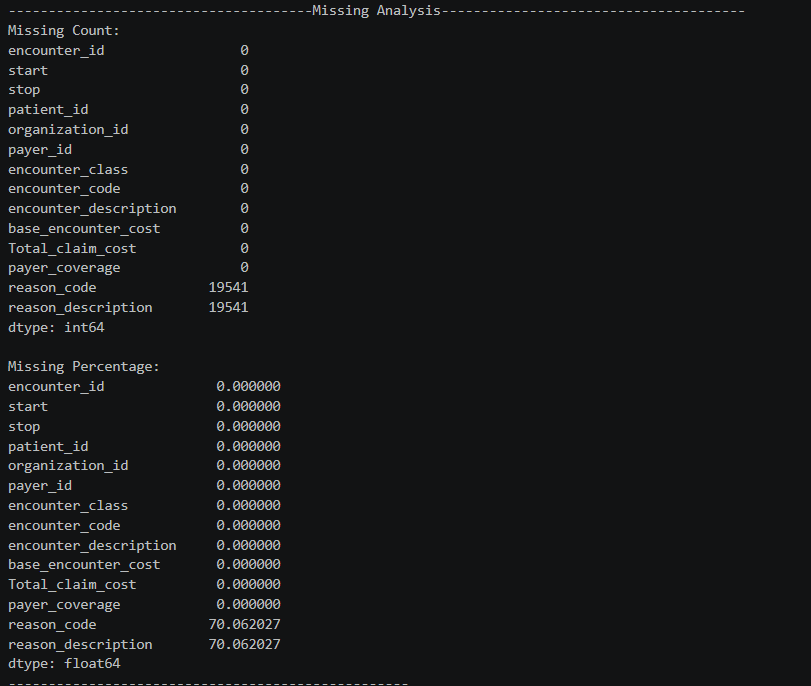 --------------------------------------Missing Analysis--------------------------------------
Missing Count:
encounter_id                 0
start                        0
stop                         0
patient_id                   0
organization_id              0
payer_id                     0
encounter_class              0
encounter_code               0
encounter_description        0
base_encounter_cost          0
Total_claim_cost             0
payer_coverage               0
reason_code              19541
reason_description       19541
dtype: int64

Missing Percentage:
encounter_id              0.000000
start                     0.000000
stop                      0.000000
patient_id                0.000000
organization_id           0.000000
payer_id                  0.000000
encounter_class           0.000000
encounter_code            0.000000
encounter_description     0.000000
base_encounter_cost       0.000000
Total_claim_cost          0.000000
payer_coverage            0.000000
reason_code              70.062027
reason_description       70.062027
dtype: float64
--------------------------------------------------